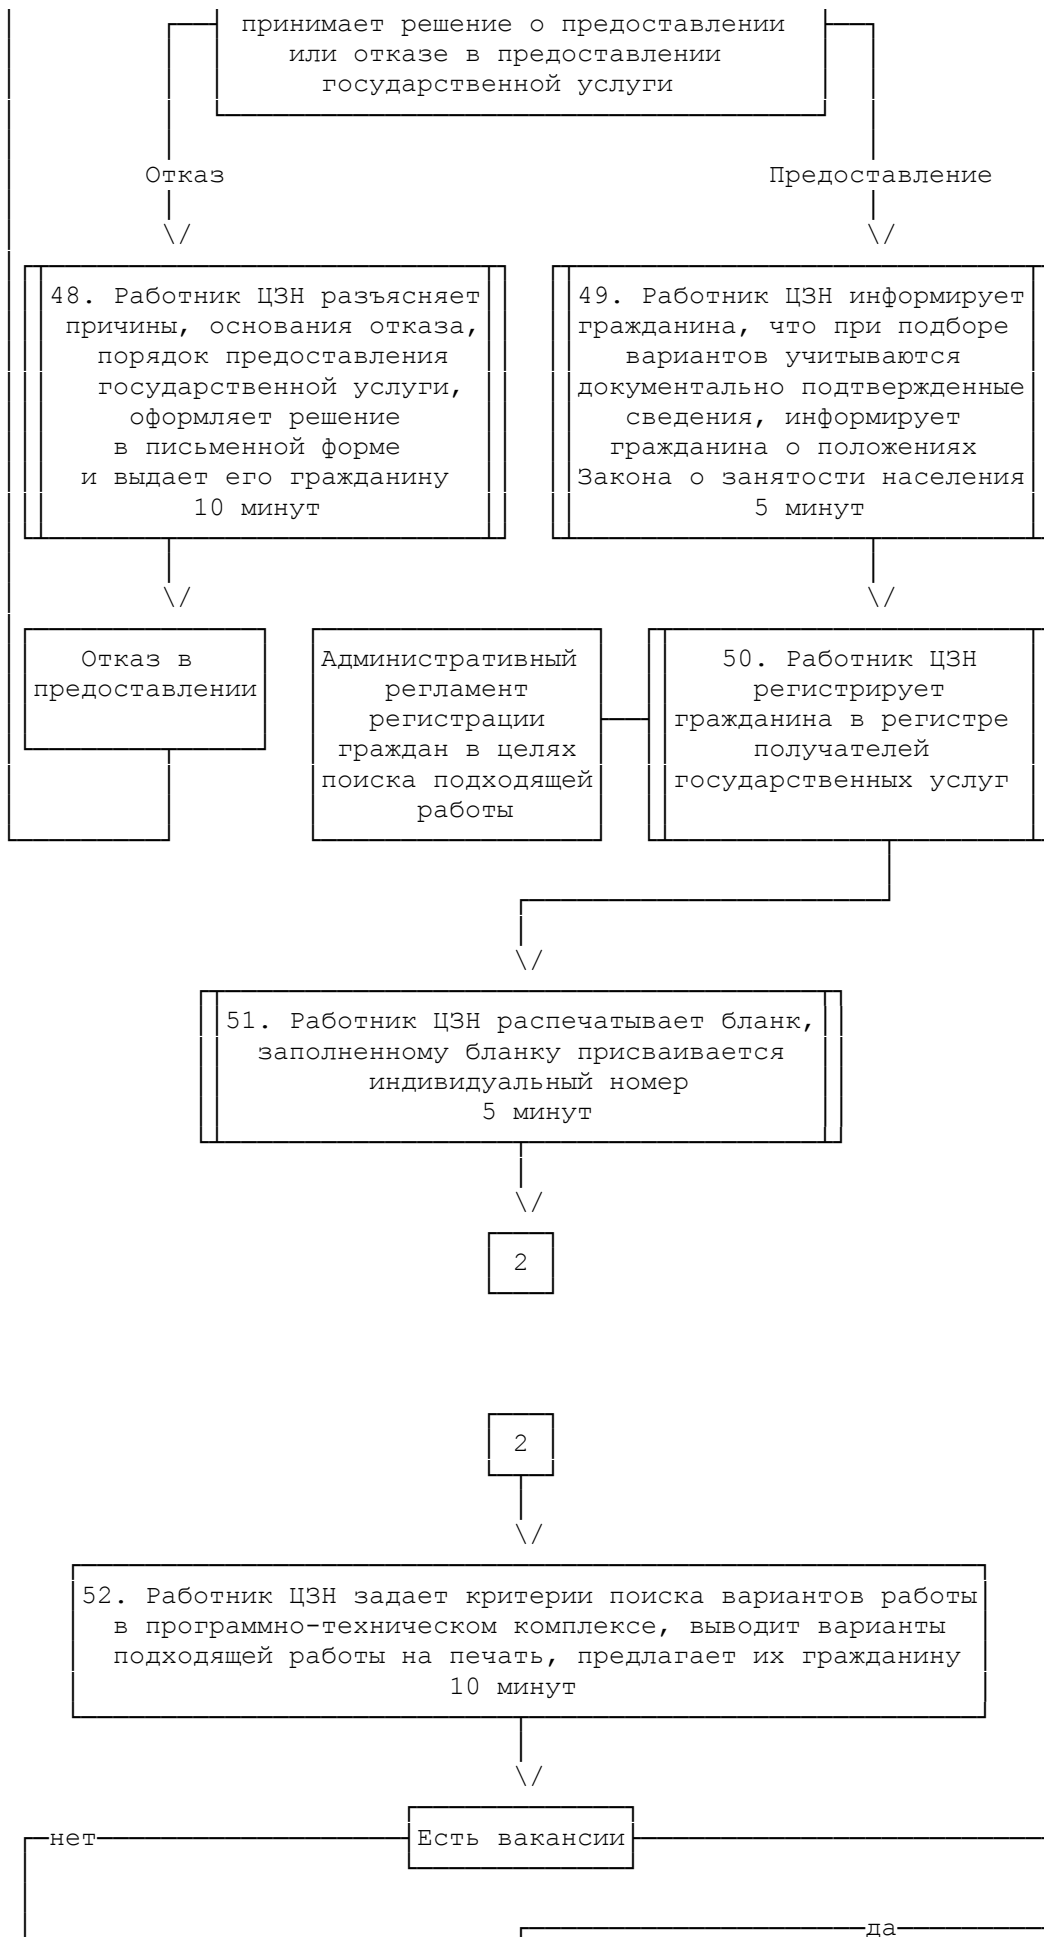 принимает решение о предоставлении
или отказе в предоставлении
государственной услуги
Отказ
Предоставление
48. Работник ЦЗН разъясняет
причины, основания отказа,
порядок предоставления
государственной услуги,
оформляет решение
в письменной форме
и выдает его гражданину
10 минут
49. Работник ЦЗН информирует
гражданина, что при подборе
вариантов учитываются
документально подтвержденные
сведения, информирует
гражданина о положениях
Закона о занятости населения
5 минут
Отказ в
предоставлении
Административный
регламент
регистрации
граждан в целях
поиска подходящей
работы
50. Работник ЦЗН
регистрирует
гражданина в регистре
получателей
государственных услуг
51. Работник ЦЗН распечатывает бланк,
заполненному бланку присваивается
индивидуальный номер
5 минут
2
2
52. Работник ЦЗН задает критерии поиска вариантов работы
в программно-техническом комплексе, выводит варианты
подходящей работы на печать, предлагает их гражданину
10 минут
нет
Есть вакансии
да